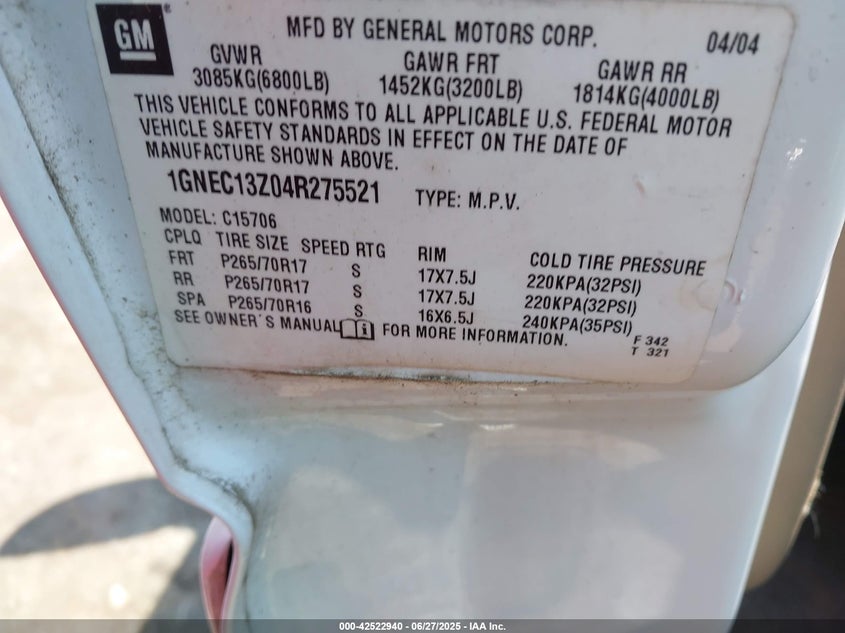 GM ®
MFD BY GENERAL MOTORS CORP. 04/04
GVWR GAWR FRT GAWR RR
3085KG(6800LB) 1452KG(3200LB) 1814KG(4000LB)
THIS VEHICLE CONFORMS TO ALL APPLICABLE U.S. FEDERAL MOTOR
VEHICLE SAFETY STANDARDS IN EFFECT ON THE DATE OF
MANUFACTURE SHOWN ABOVE.
1GNEC13Z04R275521 TYPE: M.P.V.
MODEL: C15706
CPLQ TIRE SIZE SPEED RTG RIM COLD TIRE PRESSURE
FRT P265/70R17 S 17X7.5J 220KPA(32PSI)
RR P265/70R17 S 17X7.5J 220KPA(32PSI)
SPA P265/70R16 S 16X6.5J 240KPA(35PSI)
SEE OWNER'S MANUAL i FOR MORE INFORMATION.
F 342
T 321
000-42522940 - 06/27/2025 - IAA Inc.